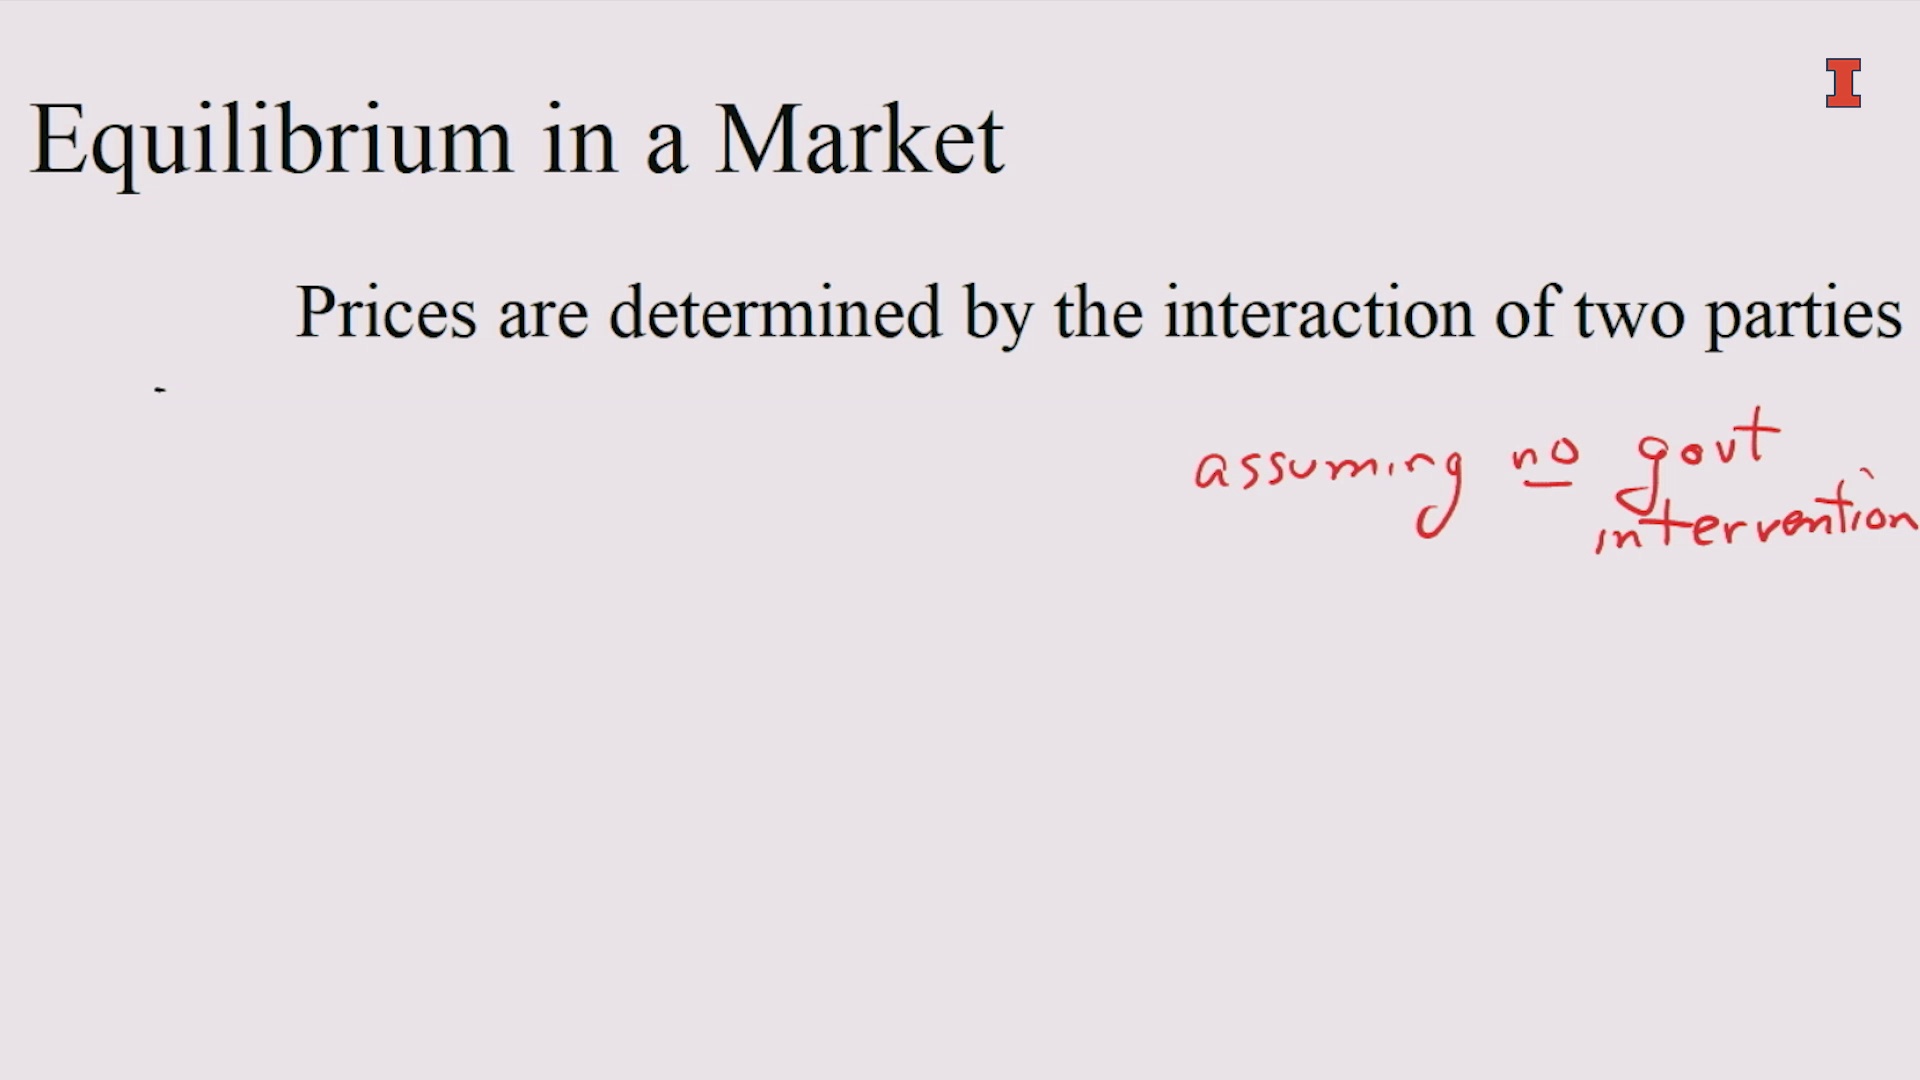 I
Equilibrium in a Market
Prices are determined by the interaction of two parties
assuming no govt
intervention